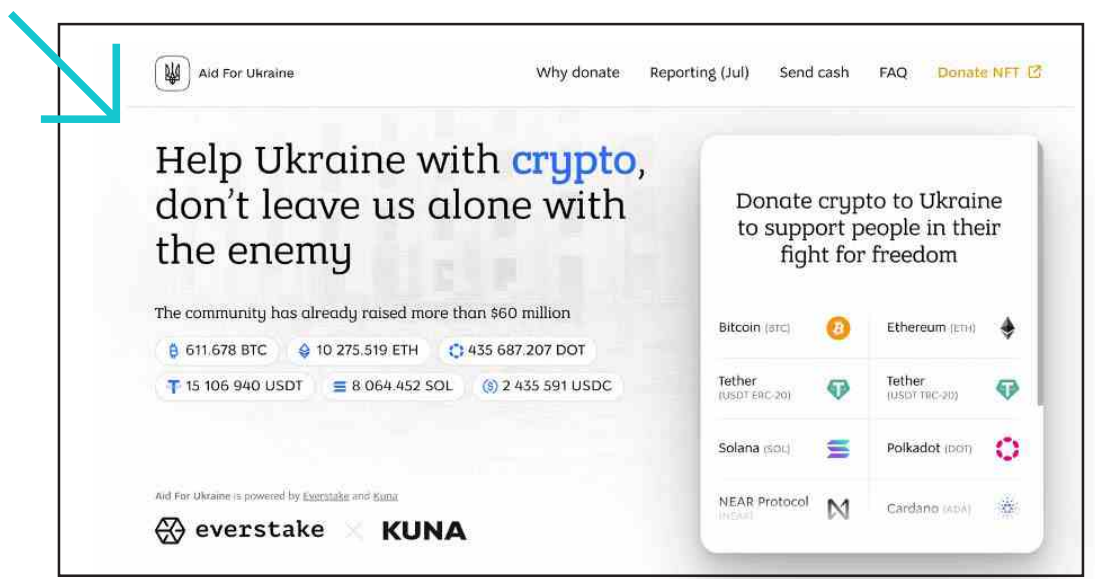 Aid For Ukraine
Why donate
Reporting (Jul)
Send cash
FAQ
Donate NFT
Help Ukraine with crypto,
don't leave us alone with
the enemy
The community has already raised more than $60 million
611.678 BTC
10 275.519 ETH
435 687.207 DOT
15 106 940 USDT
8 064.452 SOL
2 435 591 USDC
Aid For Ukraine is powered by Everstake and Kuna
everstake × KUNA
Donate crypto to Ukraine
to support people in their
fight for freedom
Bitcoin (BTC)
Ethereum (ETH)
Tether
(USDT ERC-20)
Tether
(USDT TRC-20)
Solana (SOL)
Polkadot (DOT)
NEAR Protocol
(NEAR)
Cardano (ADA)